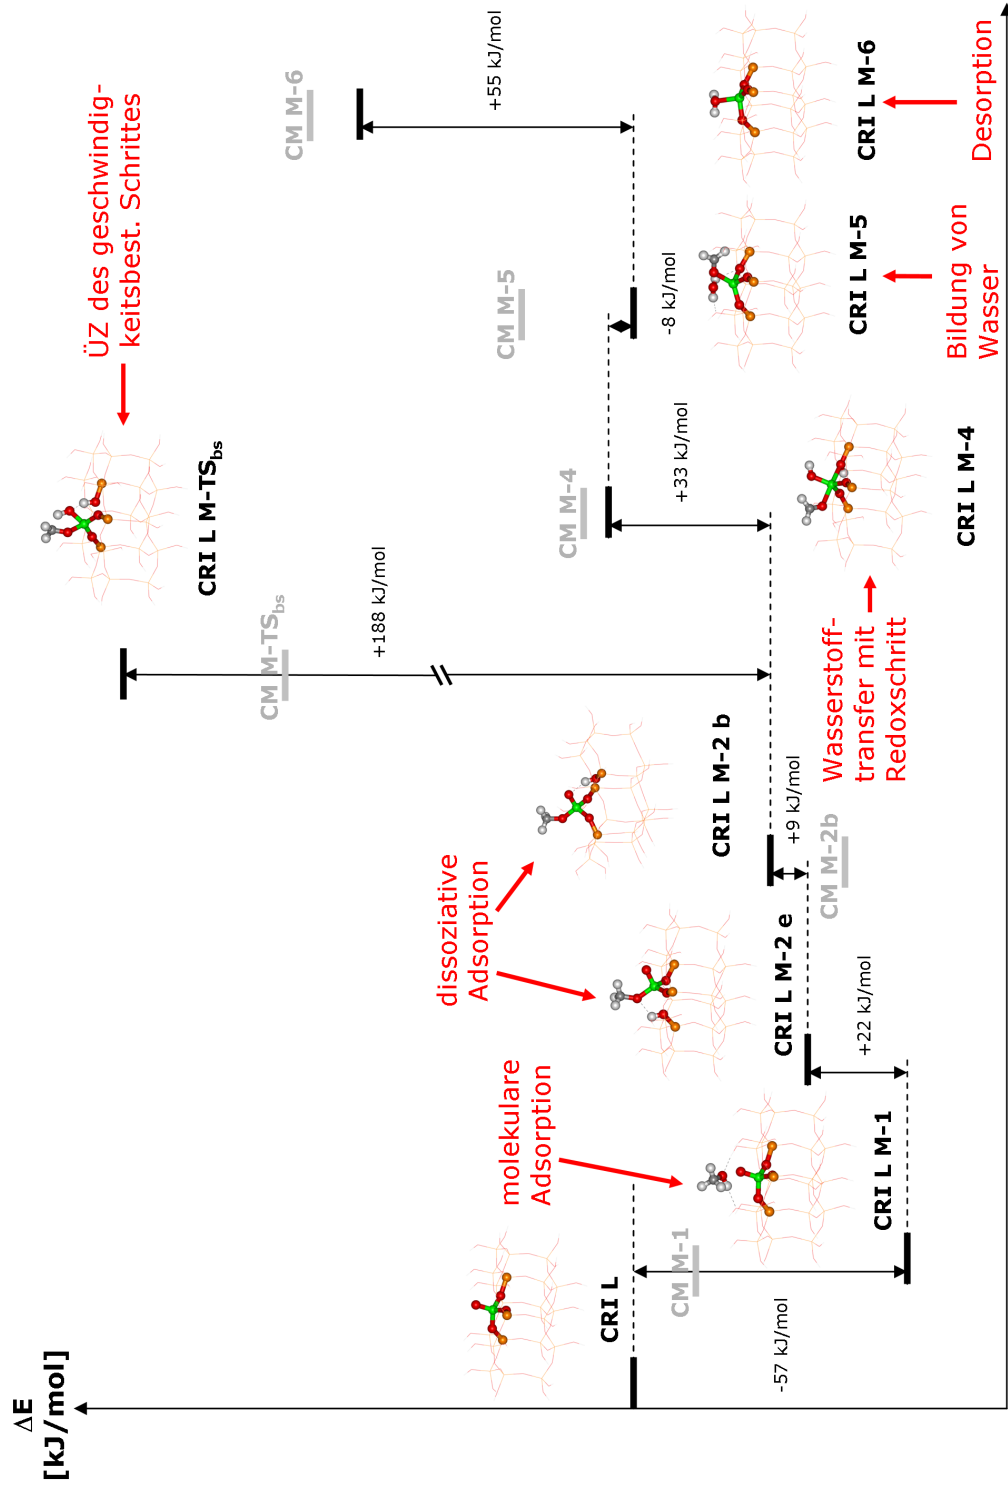 ΔE
[kJ/mol]
CRI L
-57 kJ/mol
CM M-1
molekulare
Adsorption
CRI L M-1
+22 kJ/mol
dissoziative
Adsorption
CRI L M-2 e
+9 kJ/mol
CM M-2b
CRI L M-2 b
+188 kJ/mol
CM M-TSbs
CRI L M-TSbs
ÜZ des geschwindig-
keitsbest. Schrittes
Wasserstoff-
transfer mit
Redoxschritt
CM M-4
+33 kJ/mol
CRI L M-4
CM M-5
-8 kJ/mol
CRI L M-5
Bildung von
Wasser
CM M-6
+55 kJ/mol
CRI L M-6
Desorption